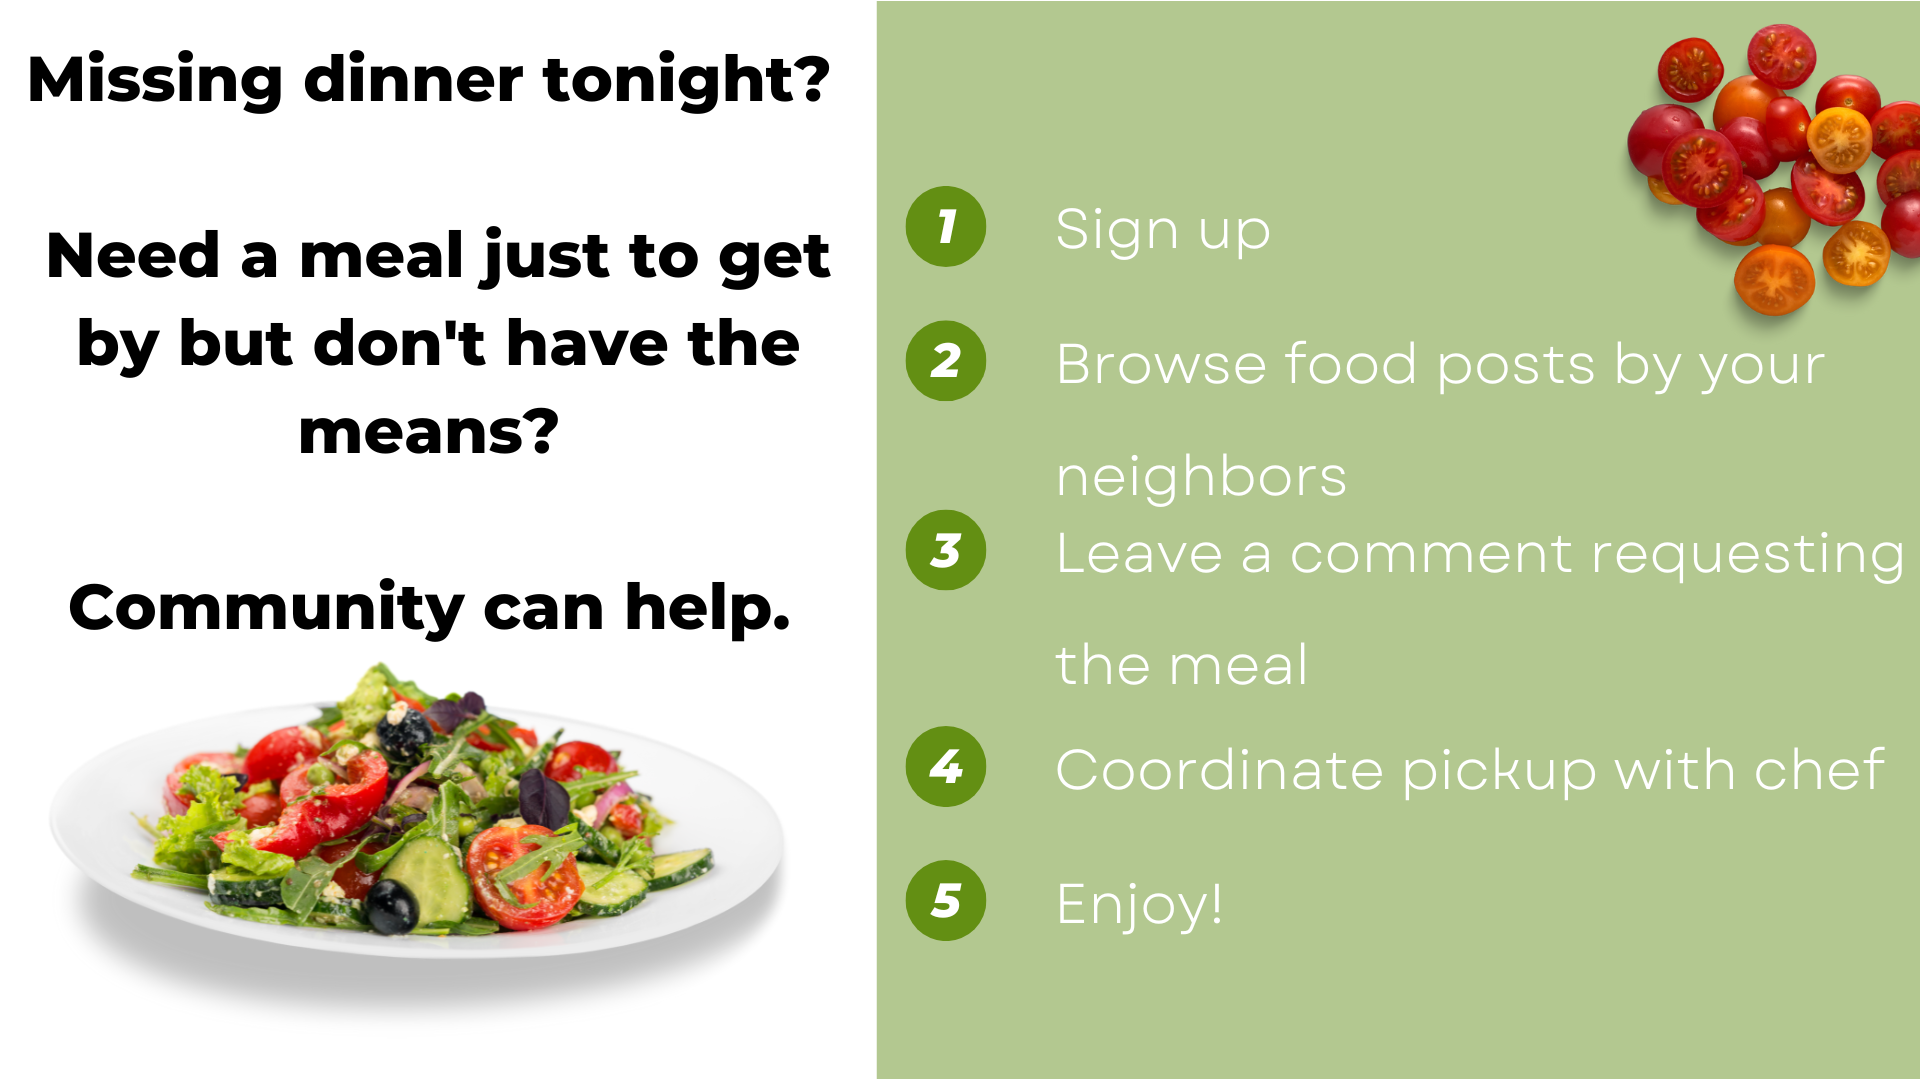 Missing dinner tonight?
Need a meal just to get
by but don't have the
means?
Community can help.
1 Sign up
2 Browse food posts by your
neighbors
3 Leave a comment requesting
the meal
4 Coordinate pickup with chef
5 Enjoy!